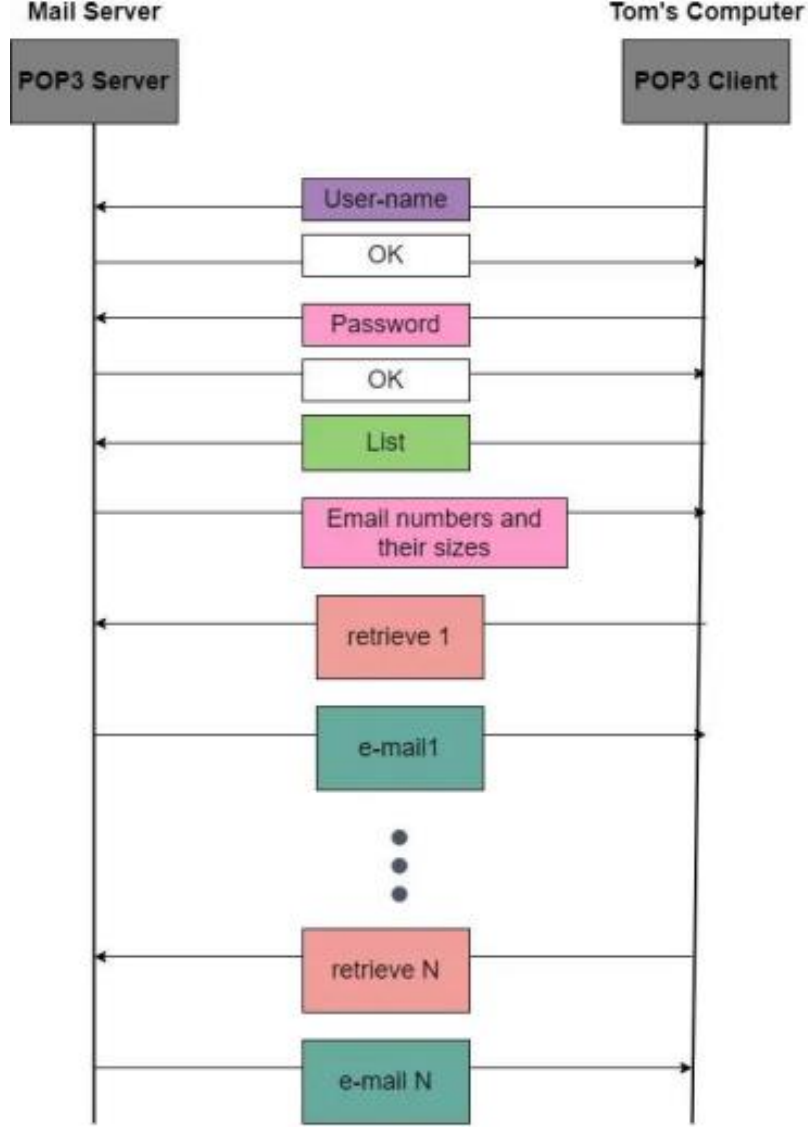 Mail Server
Tom's Computer
POP3 Server
POP3 Client
User-name
OK
Password
OK
List
Email numbers and
their sizes
retrieve 1
e-mail1
retrieve N
e-mail N